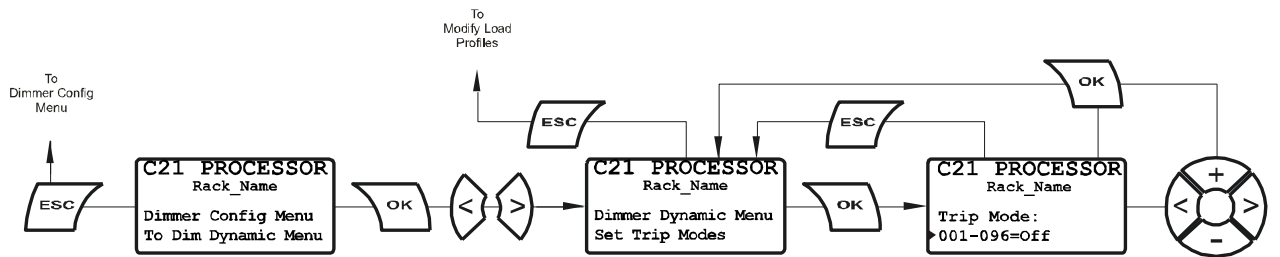 To
Modify Load
Profiles
To
Dimmer Config
Menu
OK
ESC
ESC
C21 PROCESSOR
Rack_Name
Dimmer Config Menu
To Dim Dynamic Menu
C21 PROCESSOR
Rack_Name
Dimmer Dynamic Menu
Set Trip Modes
C21 PROCESSOR
Rack_Name
Trip Mode:
001-096=Off
ESC
OK
< >
OK
+
< >
-